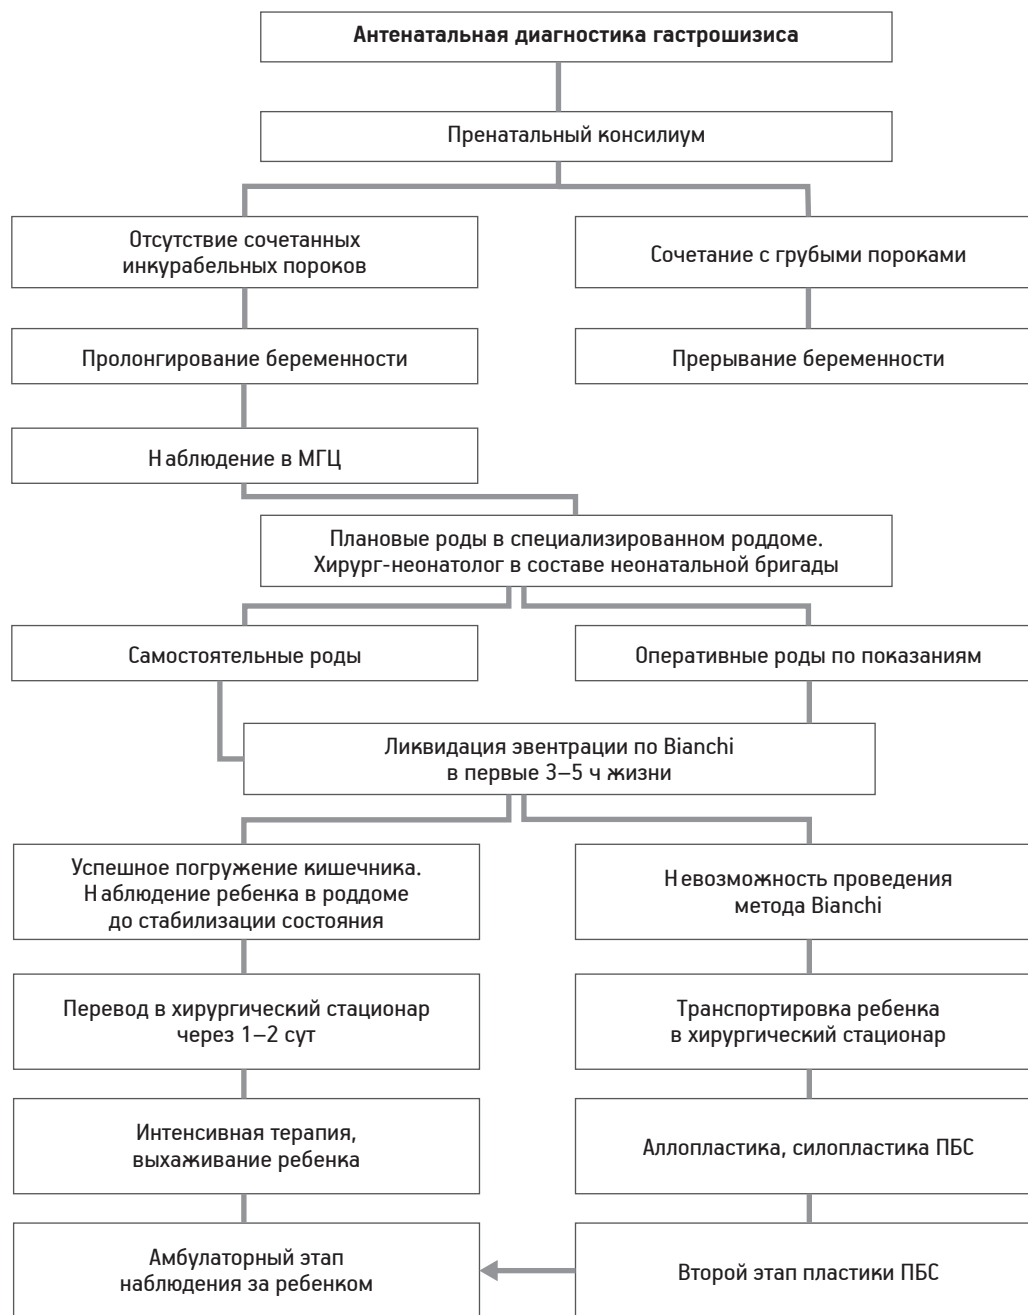 Антенатальная диагностика гастрошизиса
Пренатальный консилиум
Отсутствие сочетанных
инкурабельных пороков
Сочетание с грубыми пороками
Пролонгирование беременности
Прерывание беременности
Наблюдение в МГЦ
Плановые роды в специализированном роддоме.
Хирург-неонатолог в составе неонатальной бригады
Самостоятельные роды
Оперативные роды по показаниям
Ликвидация эвентрации по Bianchi
в первые 3–5 ч жизни
Успешное погружение кишечника.
Наблюдение ребенка в роддоме
до стабилизации состояния
Невозможность проведения
метода Bianchi
Перевод в хирургический стационар
через 1–2 сут
Транспортировка ребенка
в хирургический стационар
Интенсивная терапия,
выхаживание ребенка
Аллопластика, силопластика ПБС
Амбулаторный этап
наблюдения за ребенком
Второй этап пластики ПБС